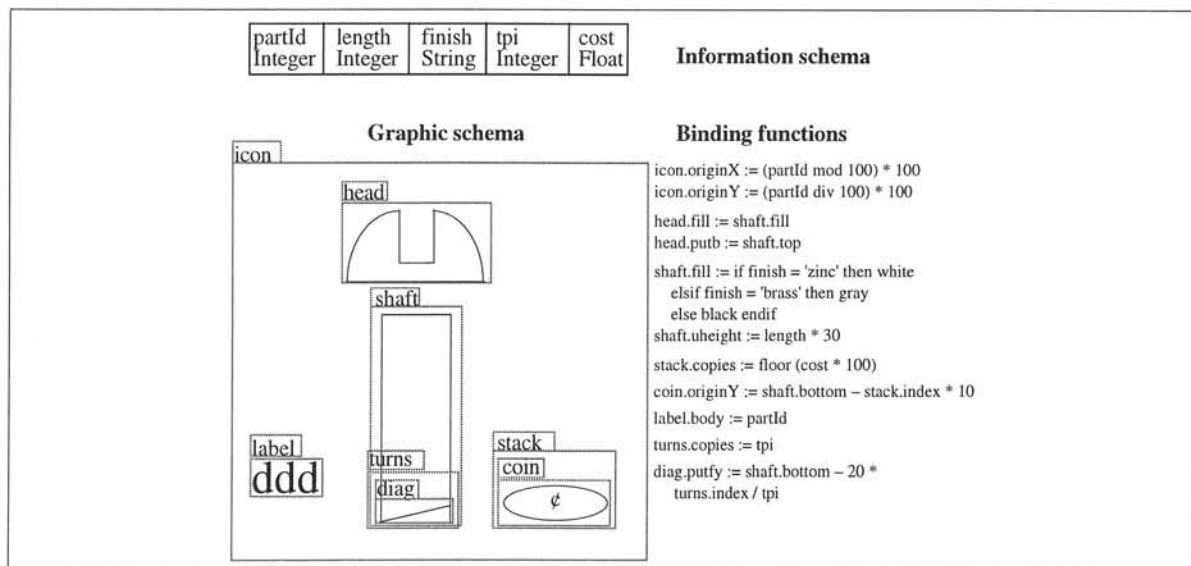 partId length finish tpi cost
Integer Integer String Integer Float
Information schema
Graphic schema
Binding functions
icon
head
shaft
label
ddd
turns
diag
stack
coin
¢
icon.originX := (partId mod 100) * 100
icon.originY := (partId div 100) * 100
head.fill := shaft.fill
head.putb := shaft.top
shaft.fill := if finish = 'zinc' then white
elsif finish = 'brass' then gray
else black endif
shaft.uheight := length * 30
stack.copies := floor (cost * 100)
coin.originY := shaft.bottom – stack.index * 10
label.body := partId
turns.copies := tpi
diag.putfy := shaft.bottom – 20 *
turns.index / tpi